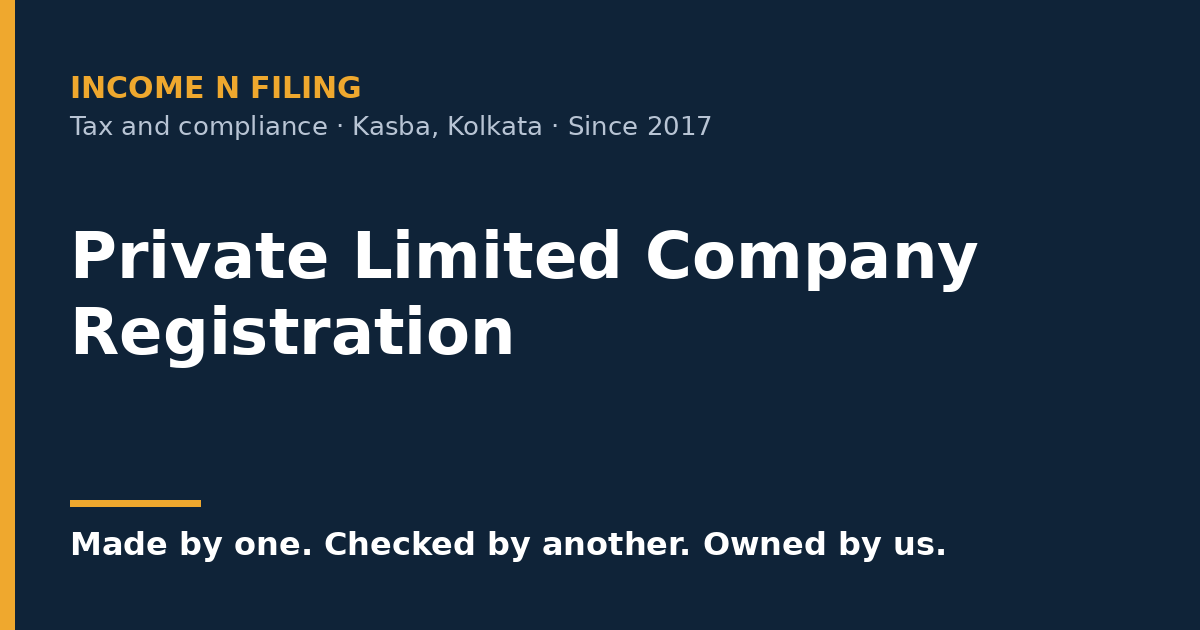 INCOME N FILING
Tax and compliance · Kasba, Kolkata · Since 2017
Private Limited Company
Registration
Made by one. Checked by another. Owned by us.